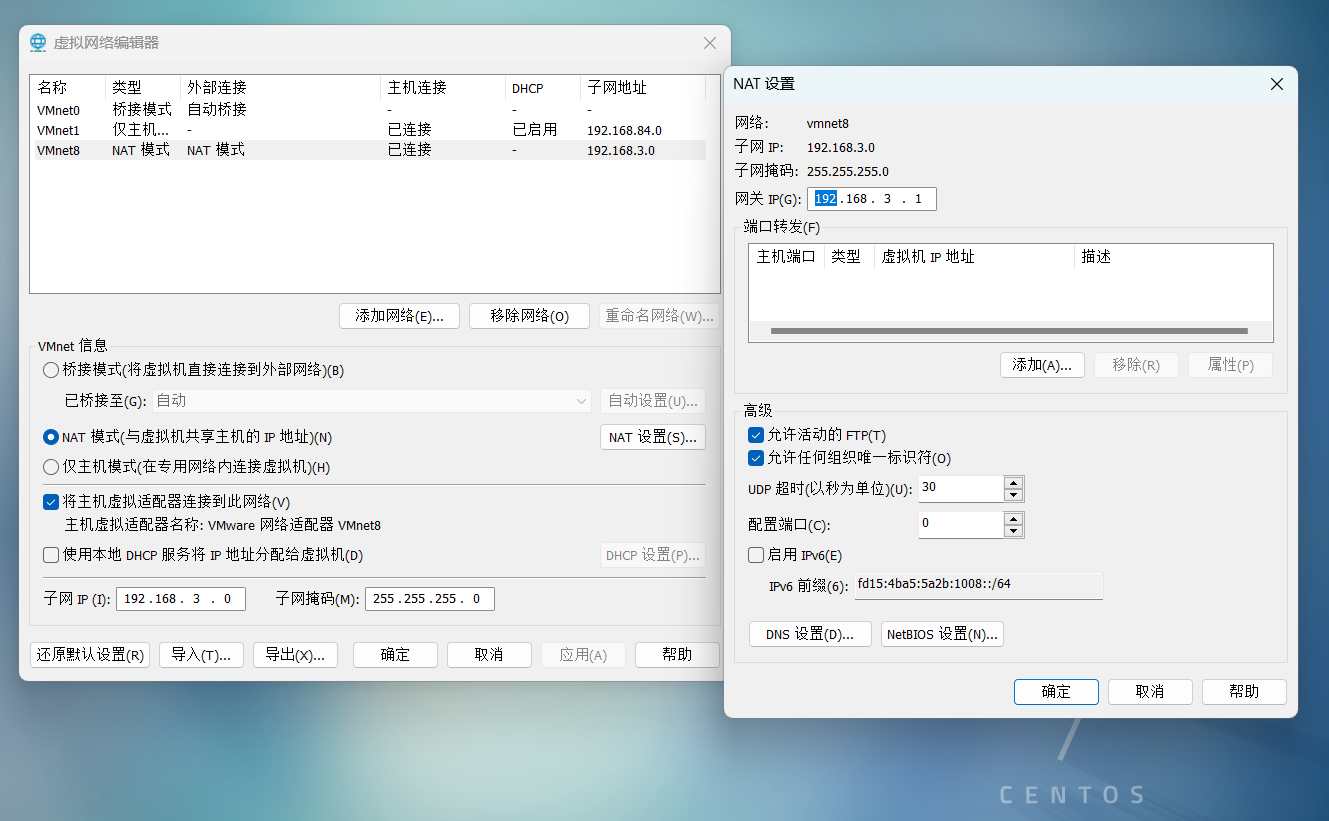 虚拟网络编辑器
名称 类型 外部连接 主机连接 DHCP 子网地址
VMnet0 桥接模式 自动桥接 - - -
VMnet1 仅主机... - 已连接 已启用 192.168.84.0
VMnet8 NAT 模式 NAT 模式 已连接 - 192.168.3.0
添加网络(E)... 移除网络(O) 重命名网络(W)...
VMnet 信息
桥接模式(将虚拟机直接连接到外部网络)(B)
已桥接至(G): 自动 自动设置(U)...
NAT 模式(与虚拟机共享主机的 IP 地址)(N) NAT 设置(S)...
仅主机模式(在专用网络内连接虚拟机)(H)
将主机虚拟适配器连接到此网络(V)
主机虚拟适配器名称: VMware 网络适配器 VMnet8
使用本地 DHCP 服务将 IP 地址分配给虚拟机(D) DHCP 设置(P)...
子网 IP (I): 192.168. 3 . 0 子网掩码(M): 255.255.255. 0
还原默认设置(R) 导入(T)... 导出(X)... 确定 取消 应用(A) 帮助
NAT 设置
网络: vmnet8
子网 IP: 192.168.3.0
子网掩码: 255.255.255.0
网关 IP(G): 192.168. 3 . 1
端口转发(F)
主机端口 类型 虚拟机 IP 地址 描述
添加(A)... 移除(R) 属性(P)
高级
允许活动的 FTP(T)
允许任何组织唯一标识符(O)
UDP 超时(以秒为单位)(U): 30
配置端口(C): 0
启用 IPv6(E)
IPv6 前缀(6): fd15:4ba5:5a2b:1008::/64
DNS 设置(D)... NetBIOS 设置(N)...
确定 取消 帮助
CENTOS